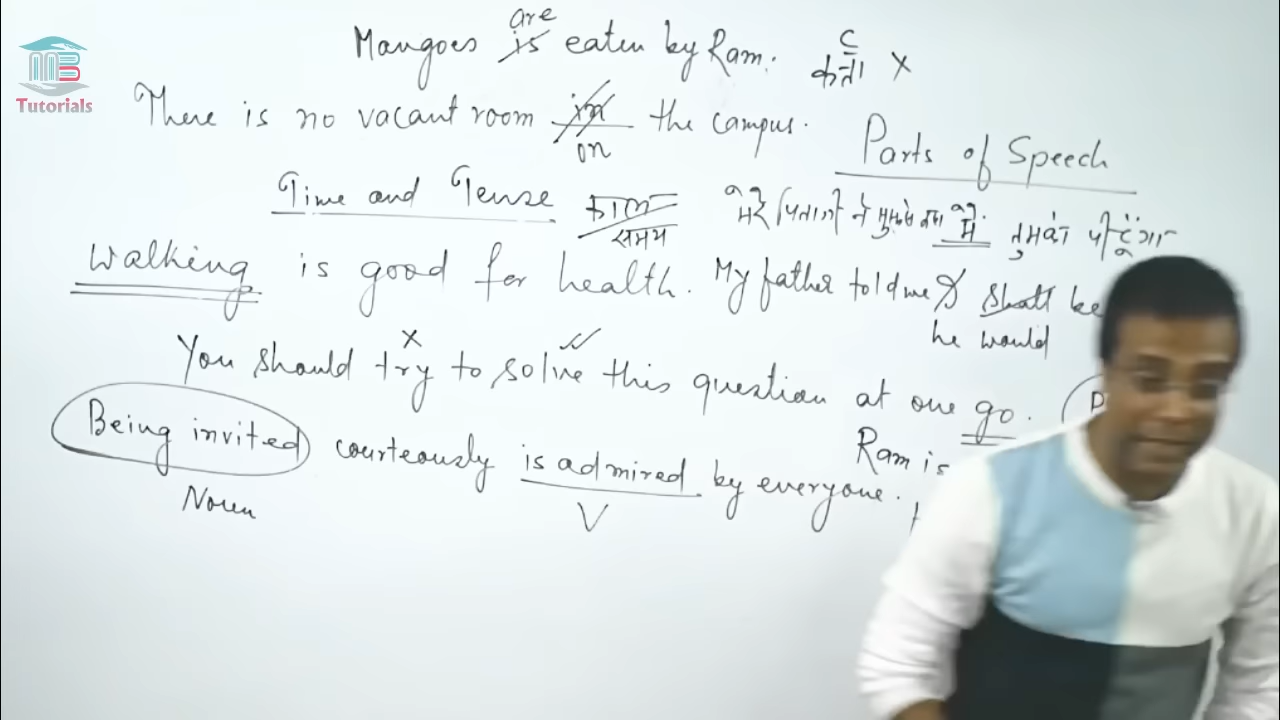 Mangoes is eaten by Ram.
are
C
कर्ता X
MB
Tutorials
There is no vacant room in the campus.
on
Parts of Speech
Time and Tense
काल
समय
मेरे पिताजी ने मुझसे कहा मैं तुमको पीटूंगा
Walking is good for health.
My father told me I shall be
he would
You should try to solve this question at one go.
X
Being invited courteously is admired by everyone.
Noun
V
Ram is